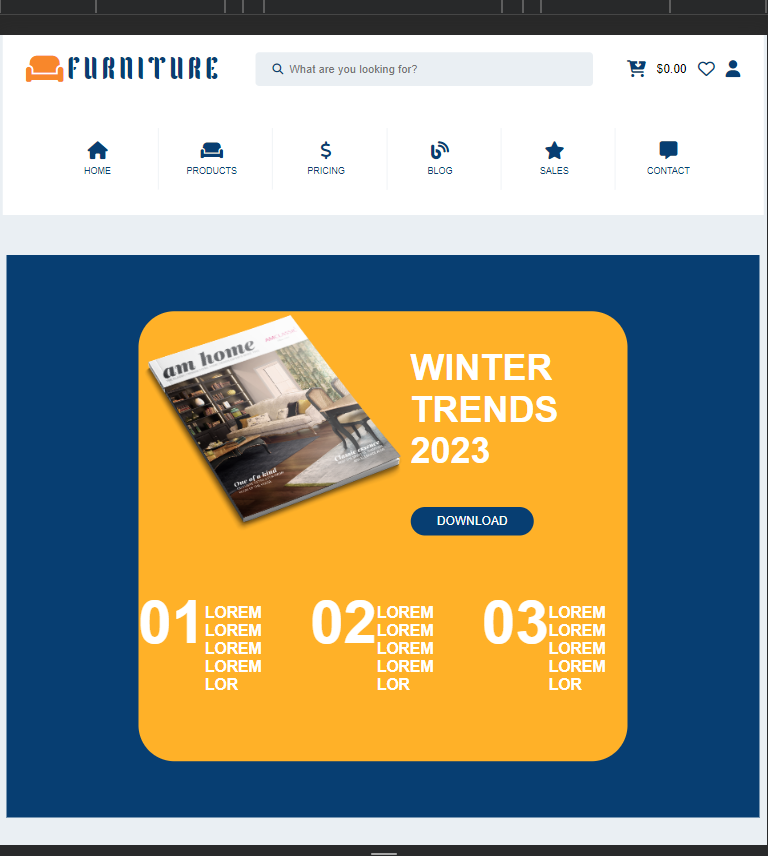 FURNITURE
What are you looking for?
$0.00
HOME
PRODUCTS
PRICING
BLOG
SALES
CONTACT
am home
WINTER
TRENDS
2023
One of a kind
Classic essence
DOWNLOAD
01
LOREM
LOREM
LOREM
LOREM
LOR
02
LOREM
LOREM
LOREM
LOREM
LOR
03
LOREM
LOREM
LOREM
LOREM
LOR